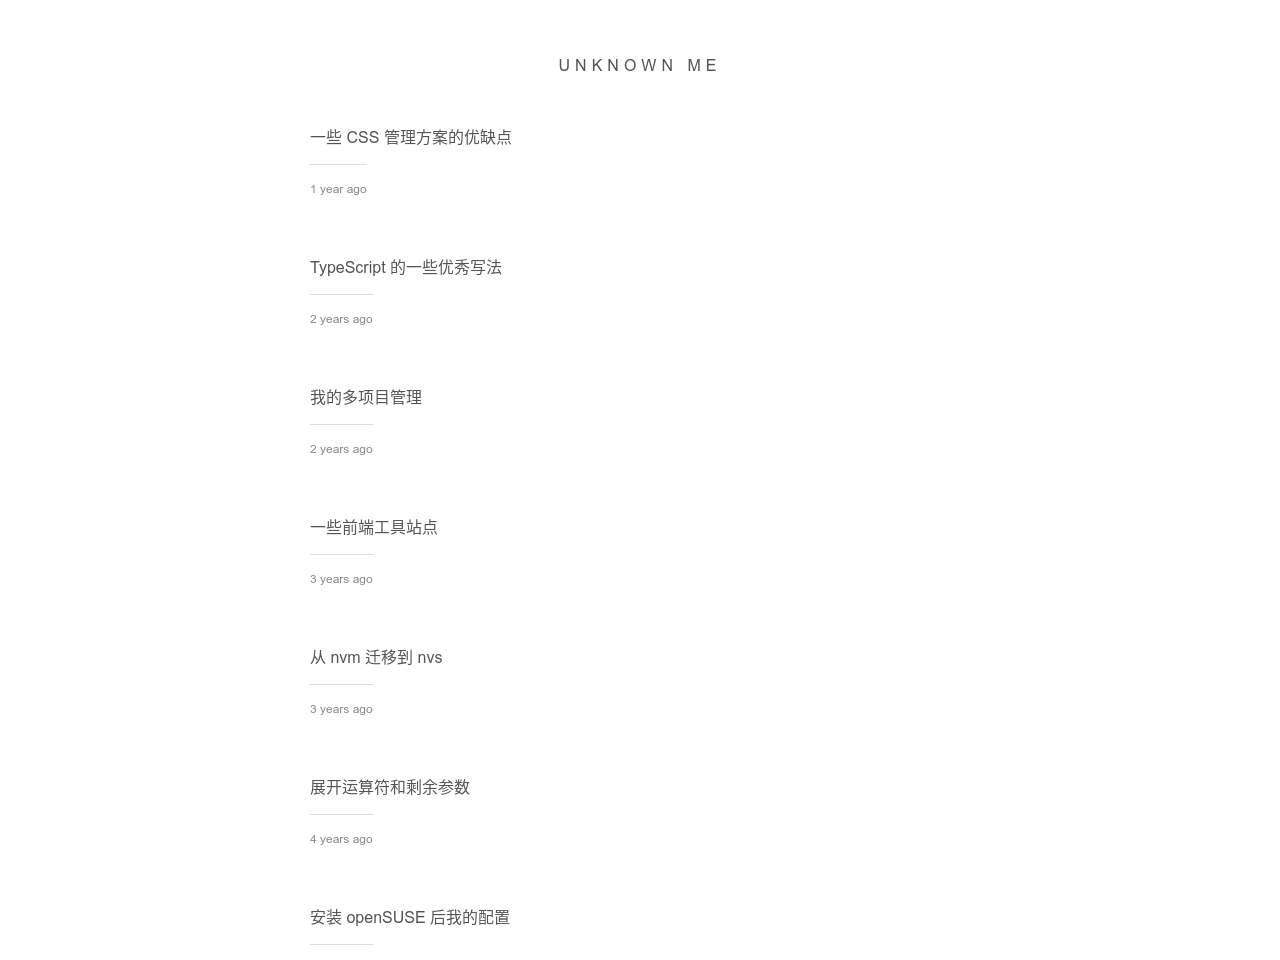 UNKNOWN ME
一些 CSS 管理方案的优缺点
1 year ago
TypeScript 的一些优秀写法
2 years ago
我的多项目管理
2 years ago
一些前端工具站点
3 years ago
从 nvm 迁移到 nvs
3 years ago
展开运算符和剩余参数
4 years ago
安装 openSUSE 后我的配置